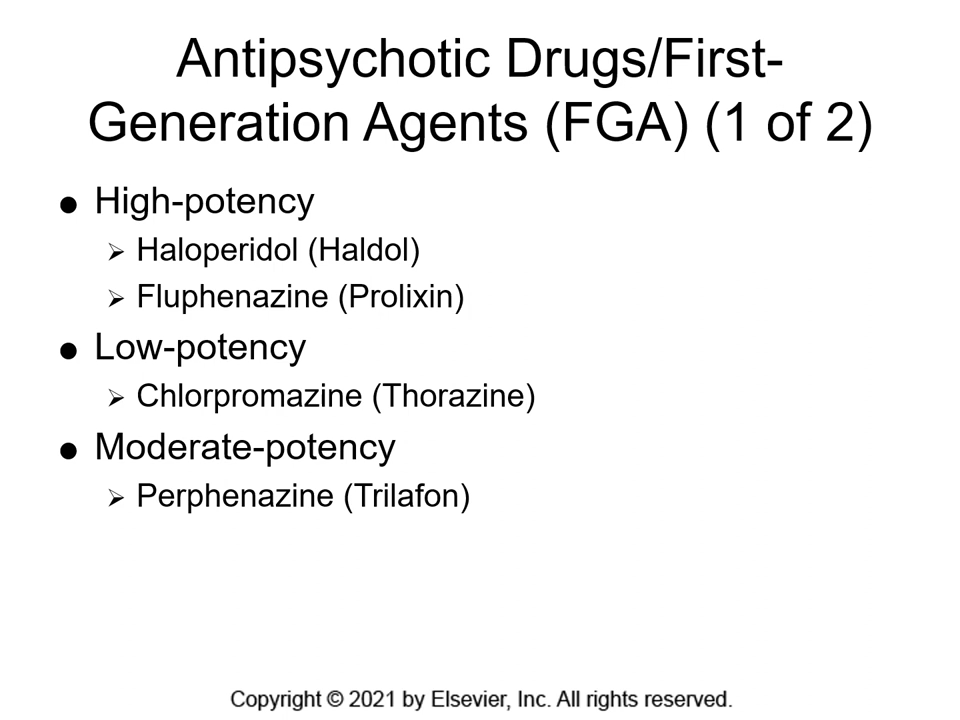 Antipsychotic Drugs/First-
Generation Agents (FGA) (1 of 2)
● High-potency
➢ Haloperidol (Haldol)
➢ Fluphenazine (Prolixin)
● Low-potency
➢ Chlorpromazine (Thorazine)
● Moderate-potency
➢ Perphenazine (Trilafon)
Copyright © 2021 by Elsevier, Inc. All rights reserved.